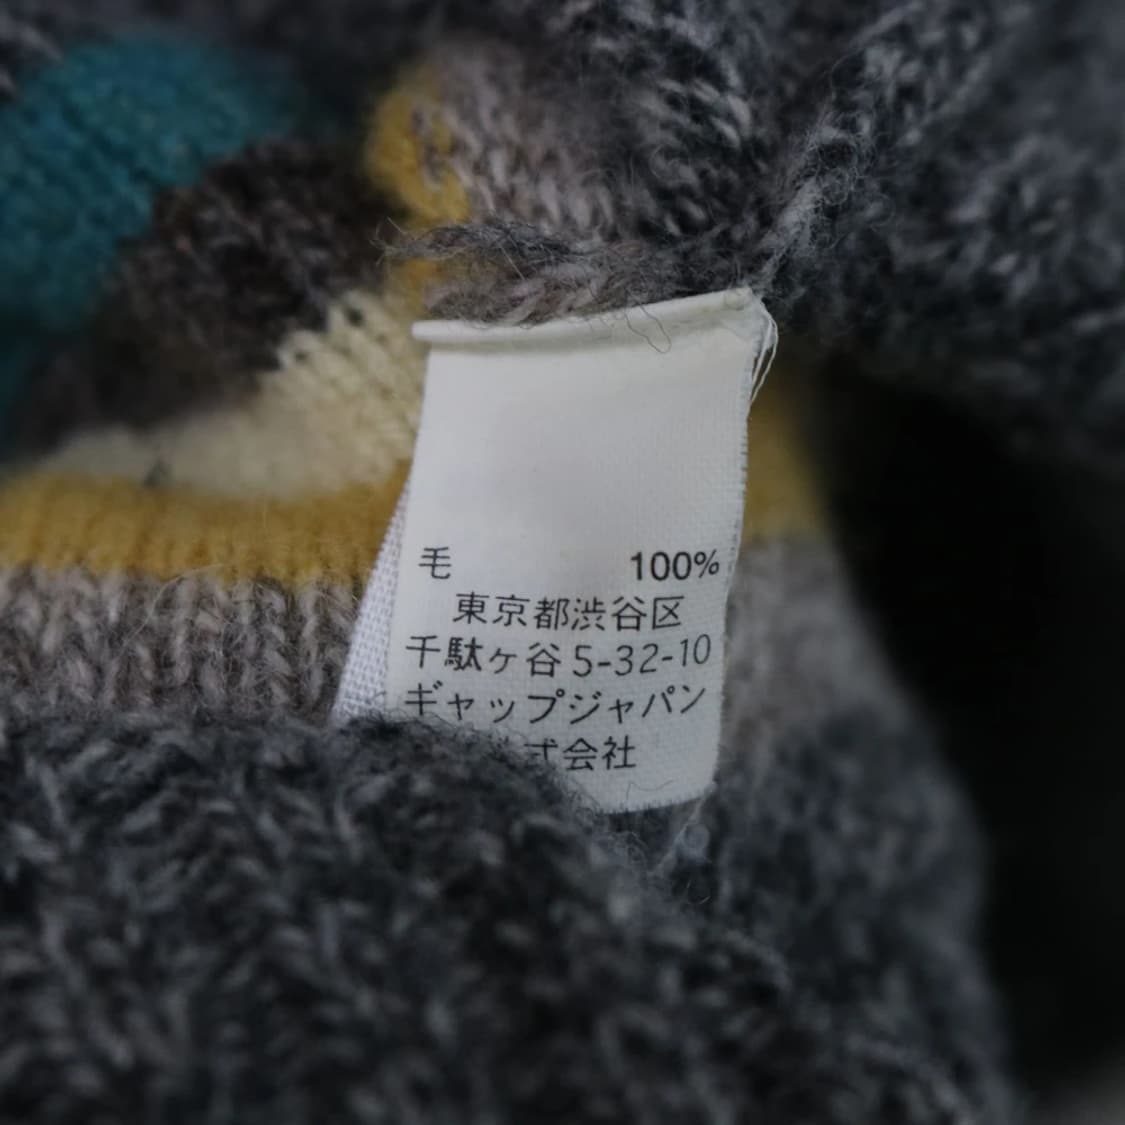 毛 100%
東京都渋谷区
千駄ヶ谷5-32-10
ギャップジャパン
式会社